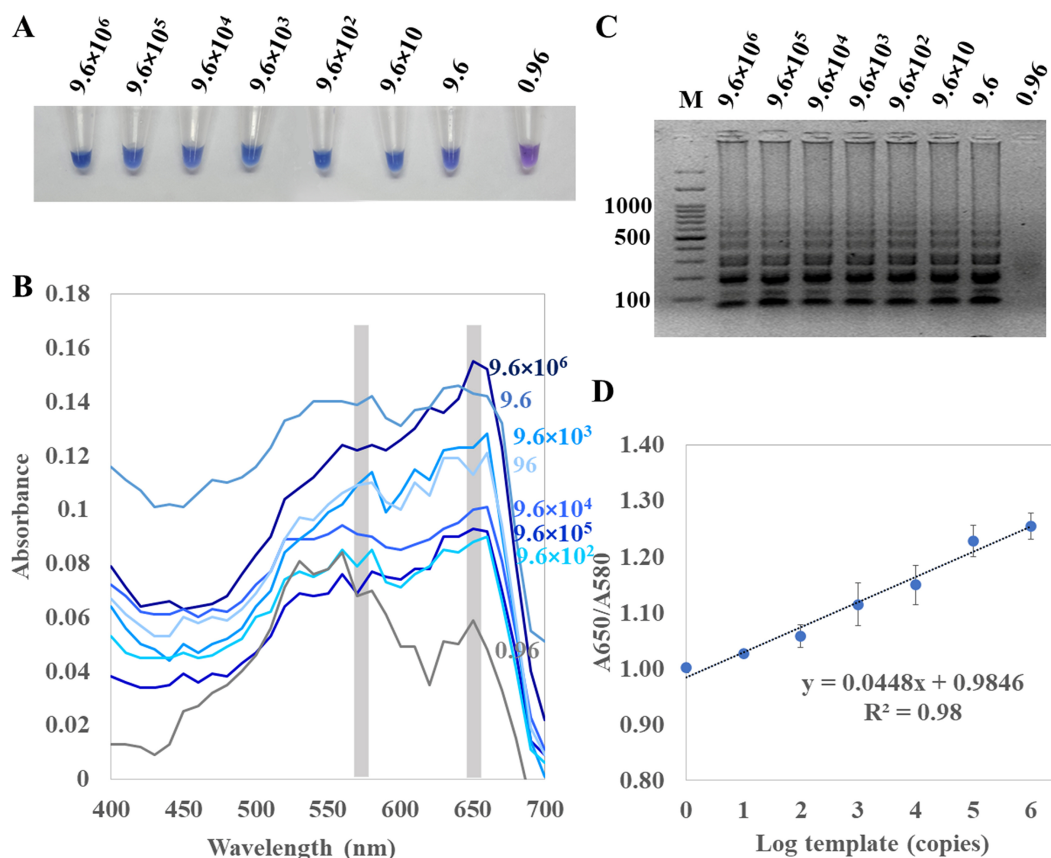 A
9.6×10⁶ 9.6×10⁵ 9.6×10⁴ 9.6×10³ 9.6×10² 9.6×10 9.6 0.96
C
M 9.6×10⁶ 9.6×10⁵ 9.6×10⁴ 9.6×10³ 9.6×10² 9.6×10 9.6 0.96
1000
500
100
B
0.18
0.16
0.14
0.12
0.1
0.08
0.06
0.04
0.02
0
Absorbance
9.6×10⁶
9.6
9.6×10³
96
9.6×10⁴
9.6×10⁵
9.6×10²
0.96
400 450 500 550 600 650 700
Wavelength (nm)
D
1.40
1.30
1.20
1.10
1.00
0.90
0.80
A650/A580
y = 0.0448x + 0.9846
R² = 0.98
0 1 2 3 4 5 6
Log template (copies)